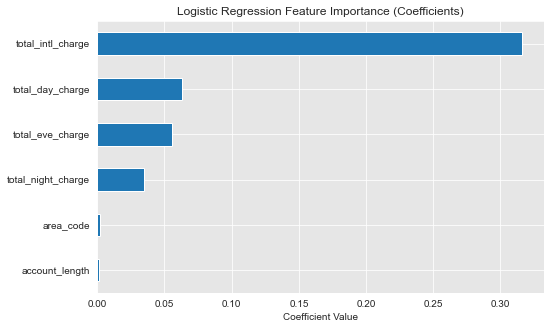 Logistic Regression Feature Importance (Coefficients)
total_intl_charge
total_day_charge
total_eve_charge
total_night_charge
area_code
account_length
0.00 0.05 0.10 0.15 0.20 0.25 0.30
Coefficient Value